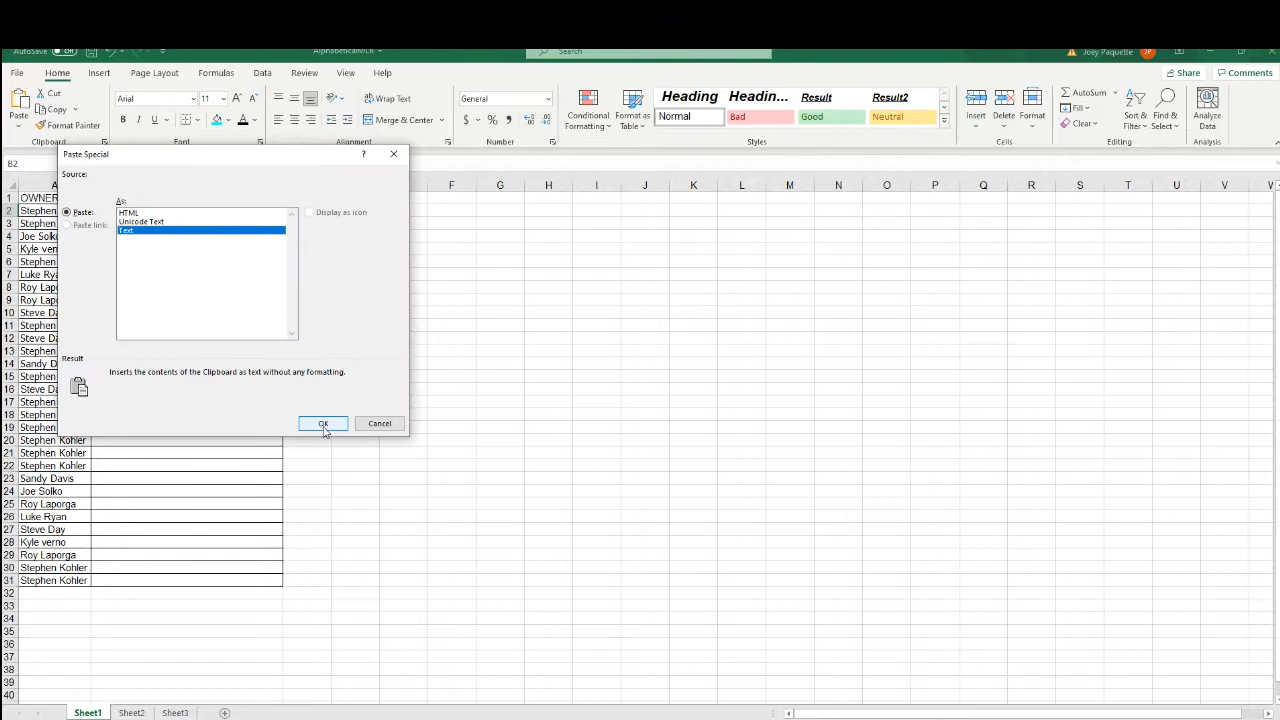 AutoSave Off AlphabeticalMLB Search Joey Paquette JP
File Home Insert Page Layout Formulas Data Review View Help Share Comments
Paste Cut Copy Format Painter Clipboard
Arial 11 B I U A Font
Wrap Text Merge & Center Alignment
General $ % Number
Conditional Formatting Format as Table
Heading Headin... Result Result2
Normal Bad Good Neutral
Styles
Insert Delete Format Cells
AutoSum Fill Clear Sort & Filter Find & Select Editing
Analyze Data Analysis
B2
Paste Special ? ×
Source:
As:
Paste:
Paste link:
HTML
Unicode Text
Text
Display as icon
Result
Inserts the contents of the Clipboard as text without any formatting.
OK Cancel
A F G H I J K L M N O P Q R S T U V W
1 OWNER
2 Stephen
3 Stephen
4 Joe Solko
5 Kyle verno
6 Stephen
7 Luke Rya
8 Roy Lapo
9 Roy Lapo
10 Steve Da
11 Stephen
12 Steve Da
13 Stephen
14 Sandy Da
15 Stephen
16 Steve Da
17 Stephen
18 Stephen
19 Stephen
20 Stephen Kohler
21 Stephen Kohler
22 Stephen Kohler
23 Sandy Davis
24 Joe Solko
25 Roy Laporga
26 Luke Ryan
27 Steve Day
28 Kyle verno
29 Roy Laporga
30 Stephen Kohler
31 Stephen Kohler
32
33
34
35
36
37
38
39
40
Sheet1 Sheet2 Sheet3